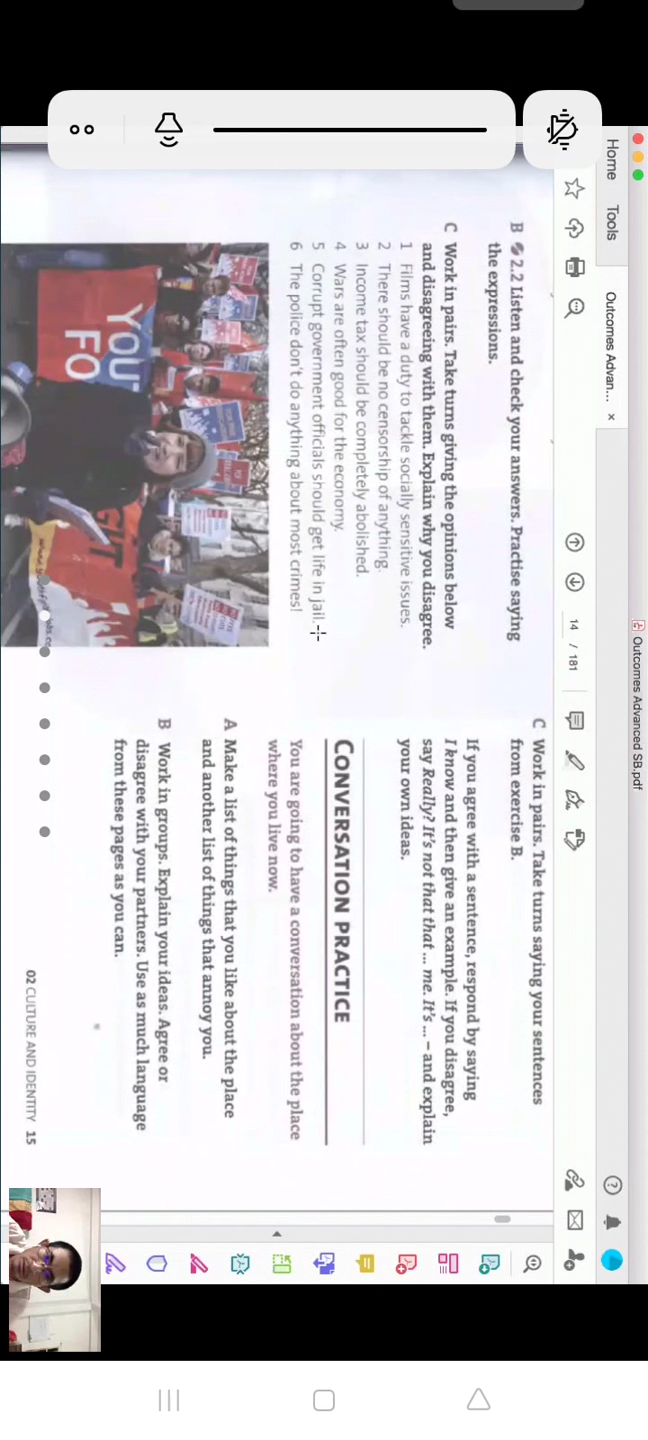 Home
Tools
Outcomes Advan...
×
Outcomes Advanced SB.pdf
14 / 181
B 2.2 Listen and check your answers. Practise saying
the expressions.
C Work in pairs. Take turns giving the opinions below
and disagreeing with them. Explain why you disagree.
1 Films have a duty to tackle socially sensitive issues.
2 There should be no censorship of anything.
3 Income tax should be completely abolished.
4 Wars are often good for the economy.
5 Corrupt government officials should get life in jail.
6 The police don't do anything about most crimes!
YOU
FO
C Work in pairs. Take turns saying your sentences
from exercise B.
If you agree with a sentence, respond by saying
I know and then give an example. If you disagree,
say Really? It's not that that ... me. It's ... – and explain
your own ideas.
CONVERSATION PRACTICE
You are going to have a conversation about the place
where you live now.
A Make a list of things that you like about the place
and another list of things that annoy you.
B Work in groups. Explain your ideas. Agree or
disagree with your partners. Use as much language
from these pages as you can.
02 CULTURE AND IDENTITY 15